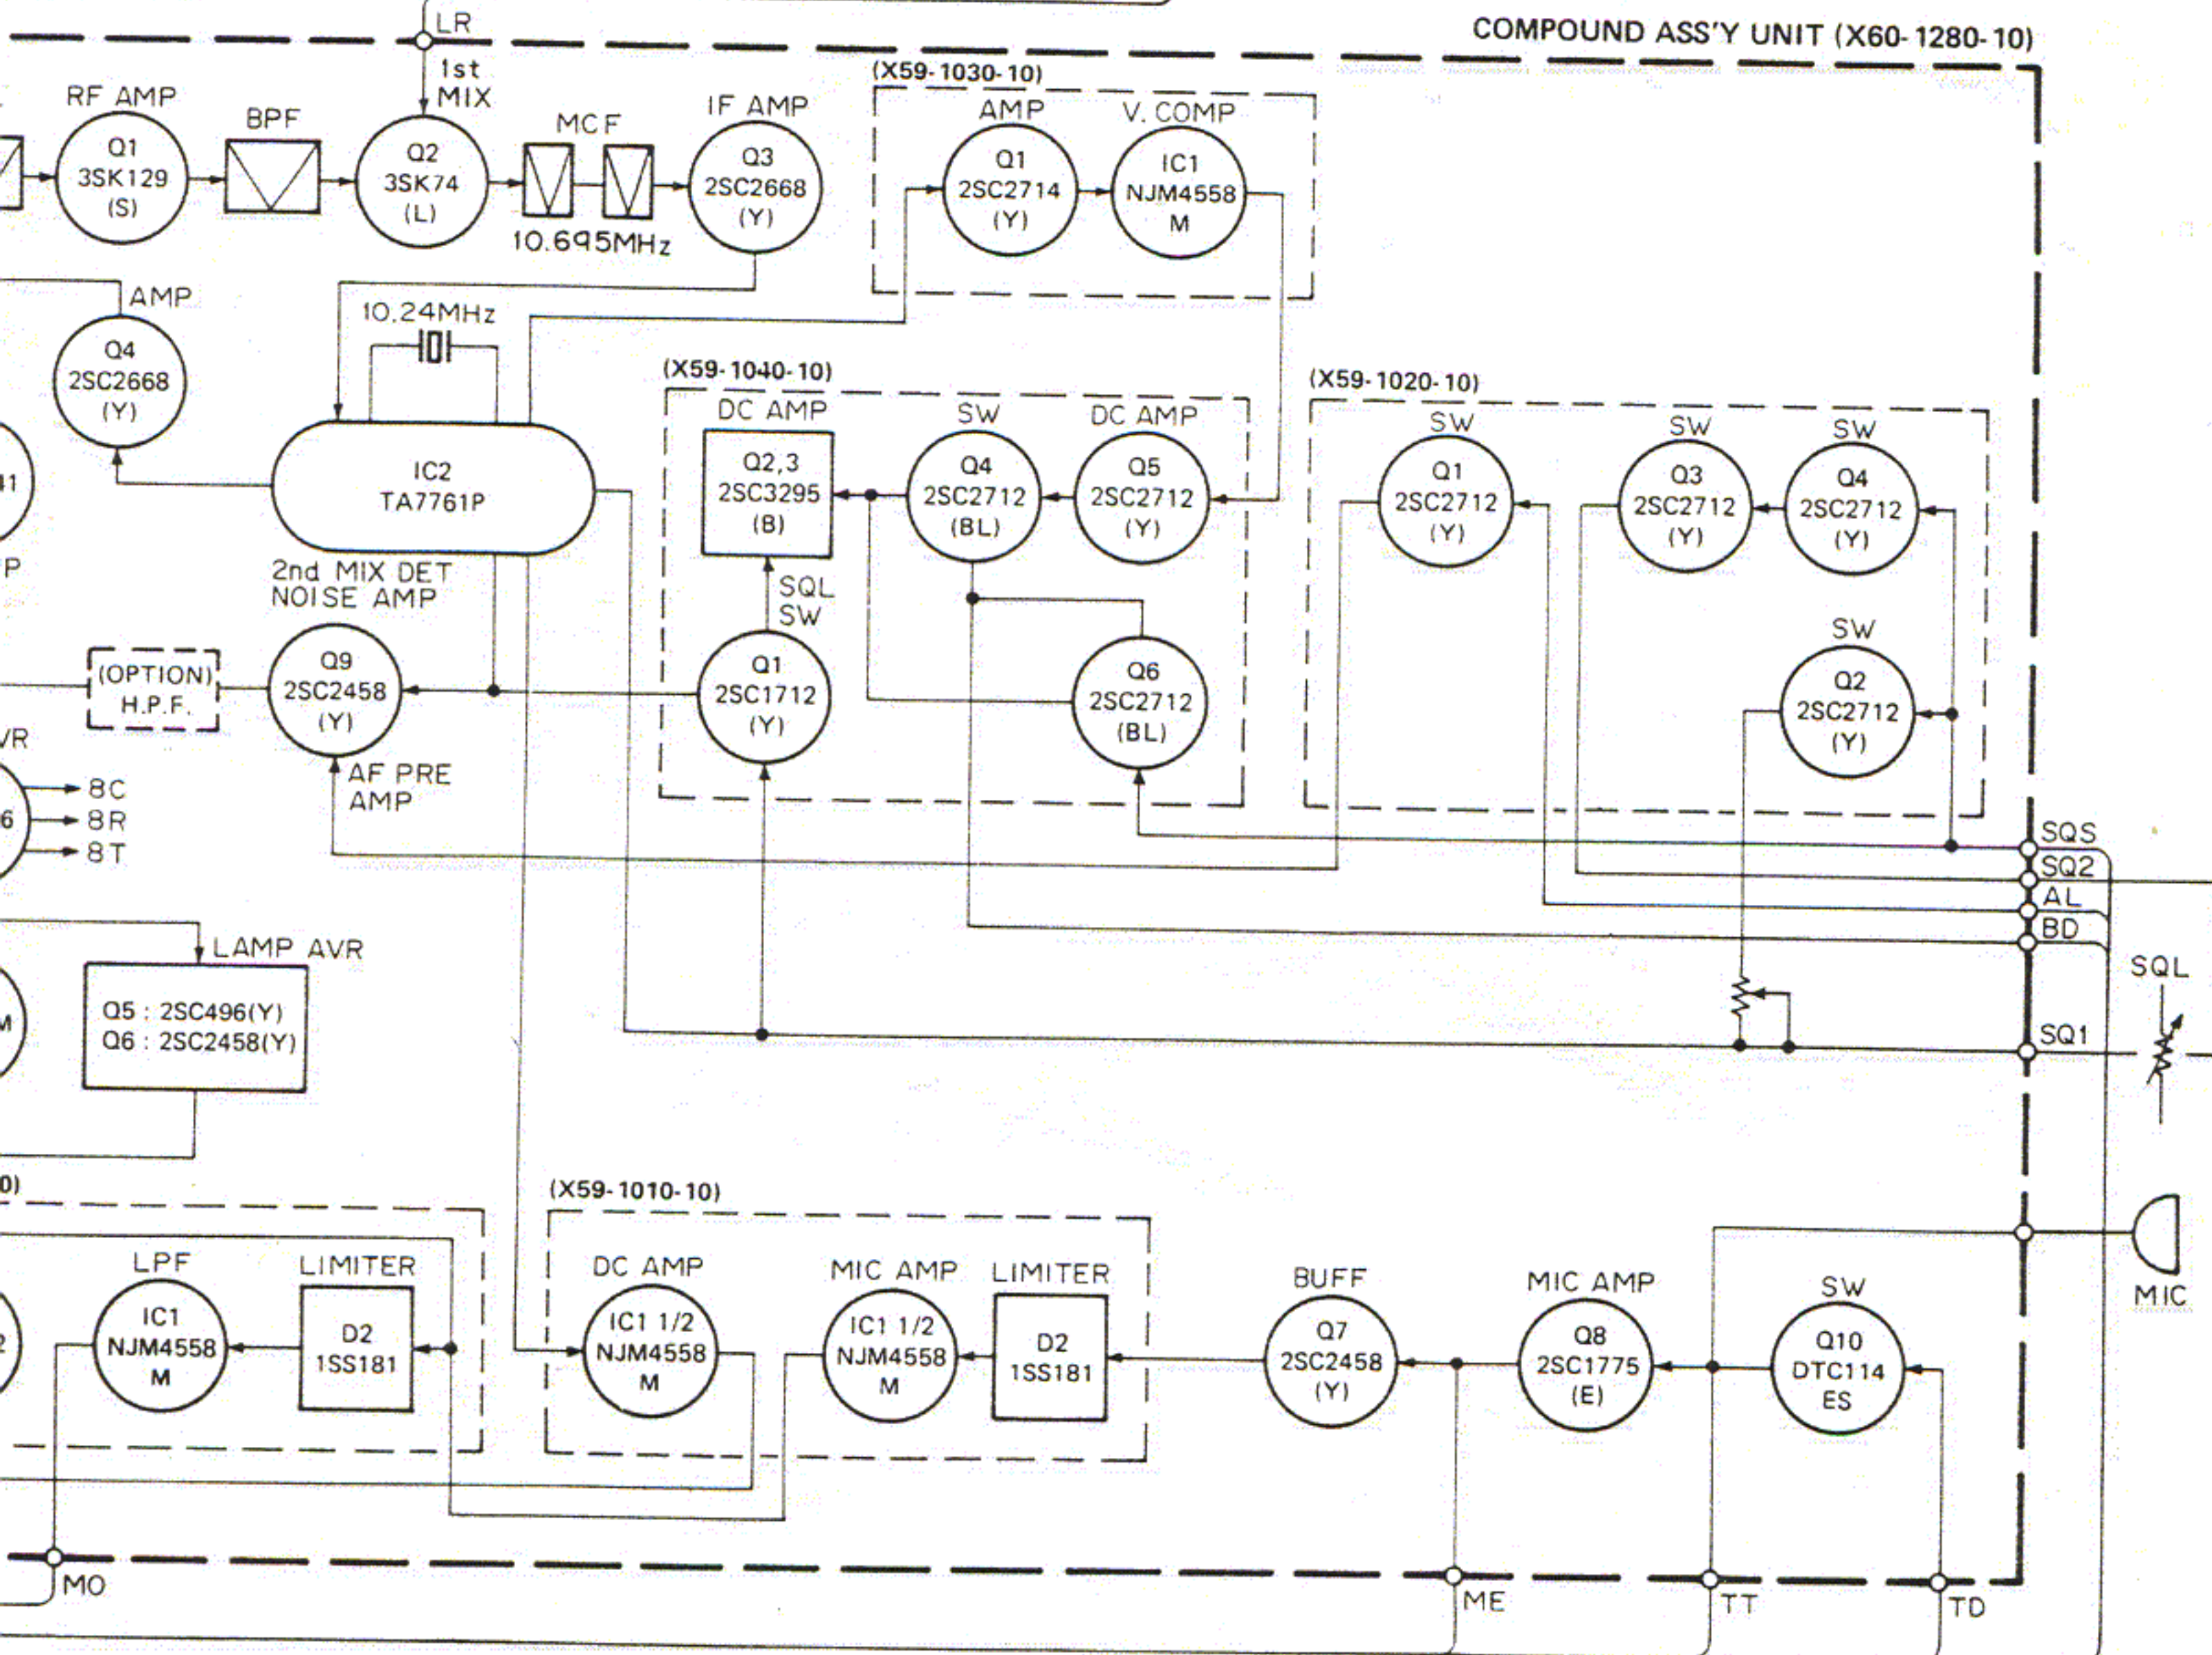 LR
COMPOUND ASS'Y UNIT (X60-1280-10)
1st
MIX
(X59-1030-10)
RF AMP
BPF
MCF
IF AMP
AMP
V. COMP
Q1
3SK129
(S)
Q2
3SK74
(L)
10.695MHz
Q3
2SC2668
(Y)
Q1
2SC2714
(Y)
IC1
NJM4558
M
AMP
Q4
2SC2668
(Y)
10.24MHz
IC2
TA7761P
2nd MIX DET
NOISE AMP
(X59-1040-10)
DC AMP
SW
DC AMP
Q2,3
2SC3295
(B)
Q4
2SC2712
(BL)
Q5
2SC2712
(Y)
SQL
SW
Q1
2SC1712
(Y)
Q6
2SC2712
(BL)
(X59-1020-10)
SW
SW
SW
Q1
2SC2712
(Y)
Q3
2SC2712
(Y)
Q4
2SC2712
(Y)
SW
Q2
2SC2712
(Y)
(OPTION)
H.P.F.
Q9
2SC2458
(Y)
AF PRE
AMP
8C
8R
8T
SQS
SQ2
AL
BD
SQL
SQ1
LAMP AVR
Q5 : 2SC496(Y)
Q6 : 2SC2458(Y)
(X59-1010-10)
LPF
LIMITER
DC AMP
MIC AMP
LIMITER
BUFF
MIC AMP
SW
MIC
IC1
NJM4558
M
D2
1SS181
IC1 1/2
NJM4558
M
IC1 1/2
NJM4558
M
D2
1SS181
Q7
2SC2458
(Y)
Q8
2SC1775
(E)
Q10
DTC114
ES
MO
ME
TT
TD